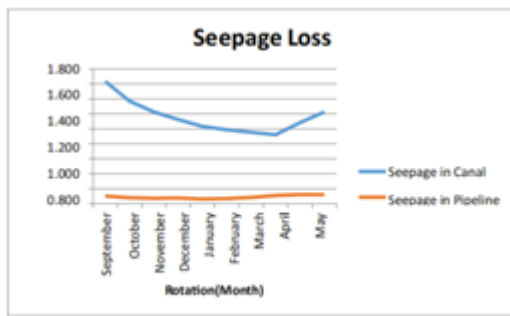 Seepage Loss
1.800
1.600
1.400
1.200
1.000
0.800
September
October
November
December
January
February
March
April
May
Rotation(Month)
Seepage in Canal
Seepage in Pipeline